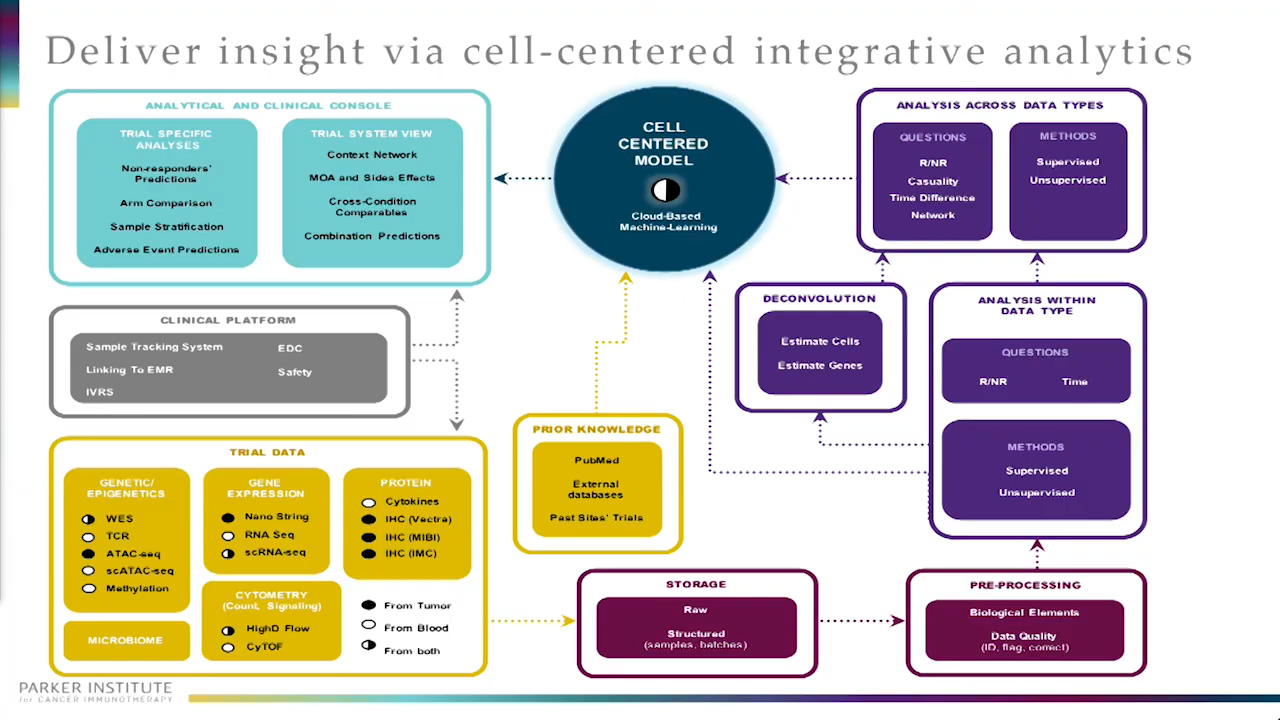 Deliver insight via cell-centered integrative analytics
ANALYTICAL AND CLINICAL CONSOLE
TRIAL SPECIFIC
ANALYSES
Non-responders'
Predictions
Arm Comparison
Sample Stratification
Adverse Event Predictions
TRIAL SYSTEM VIEW
Context Network
MOA and Sides Effects
Cross-Condition
Comparables
Combination Predictions
CELL
CENTERED
MODEL
Cloud-Based
Machine-Learning
ANALYSIS ACROSS DATA TYPES
QUESTIONS
R/NR
Casuality
Time Difference
Network
METHODS
Supervised
Unsupervised
CLINICAL PLATFORM
Sample Tracking System
Linking To EMR
IVRS
EDC
Safety
DECONVOLUTION
Estimate Cells
Estimate Genes
ANALYSIS WITHIN
DATA TYPE
QUESTIONS
R/NR
Time
METHODS
Supervised
Unsupervised
TRIAL DATA
GENETIC/
EPIGENETICS
WES
TCR
ATAC-seq
scATAC-seq
Methylation
MICROBIOME
GENE
EXPRESSION
Nano String
RNA Seq
scRNA-seq
CYTOMETRY
(Count, Signaling)
HighD Flow
CyTOF
PROTEIN
Cytokines
IHC (Vectra)
IHC (MIBI)
IHC (IMC)
From Tumor
From Blood
From both
PRIOR KNOWLEDGE
PubMed
External
databases
Past Sites' Trials
STORAGE
Raw
Structured
(samples, batches)
PRE-PROCESSING
Biological Elements
Data Quality
(ID, flag, correct)
PARKER INSTITUTE
for CANCER IMMUNOTHERAPY